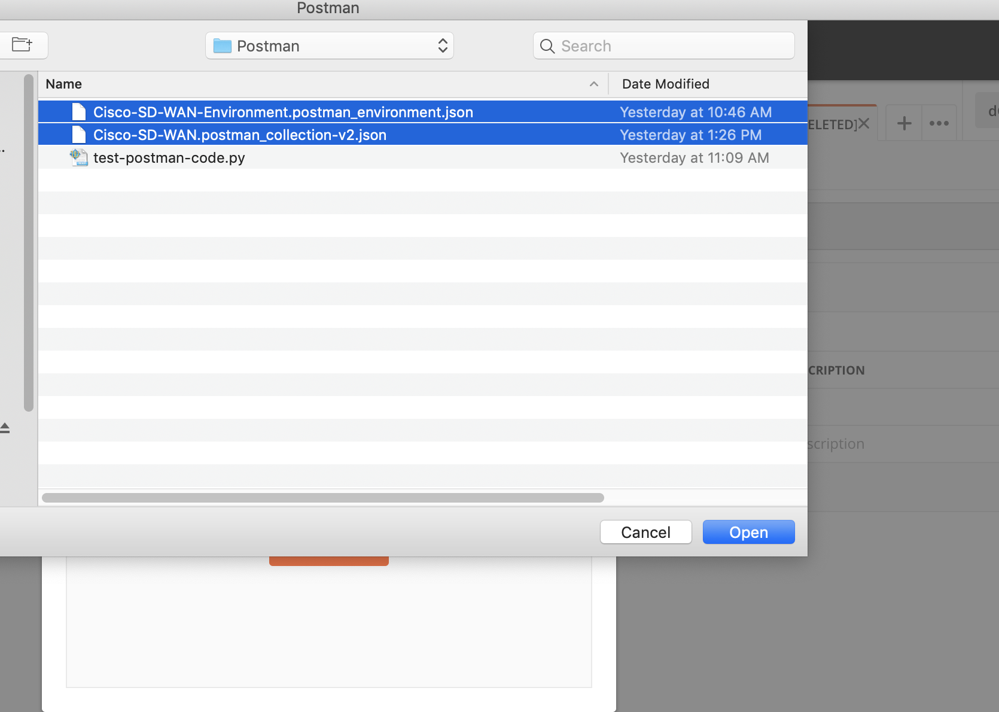 Postman
Postman
Search
Name
Date Modified
Cisco-SD-WAN-Environment.postman_environment.json
Yesterday at 10:46 AM
Cisco-SD-WAN.postman_collection-v2.json
Yesterday at 1:26 PM
test-postman-code.py
Yesterday at 11:09 AM
ELETED]
CRIPTION
scription
Cancel
Open